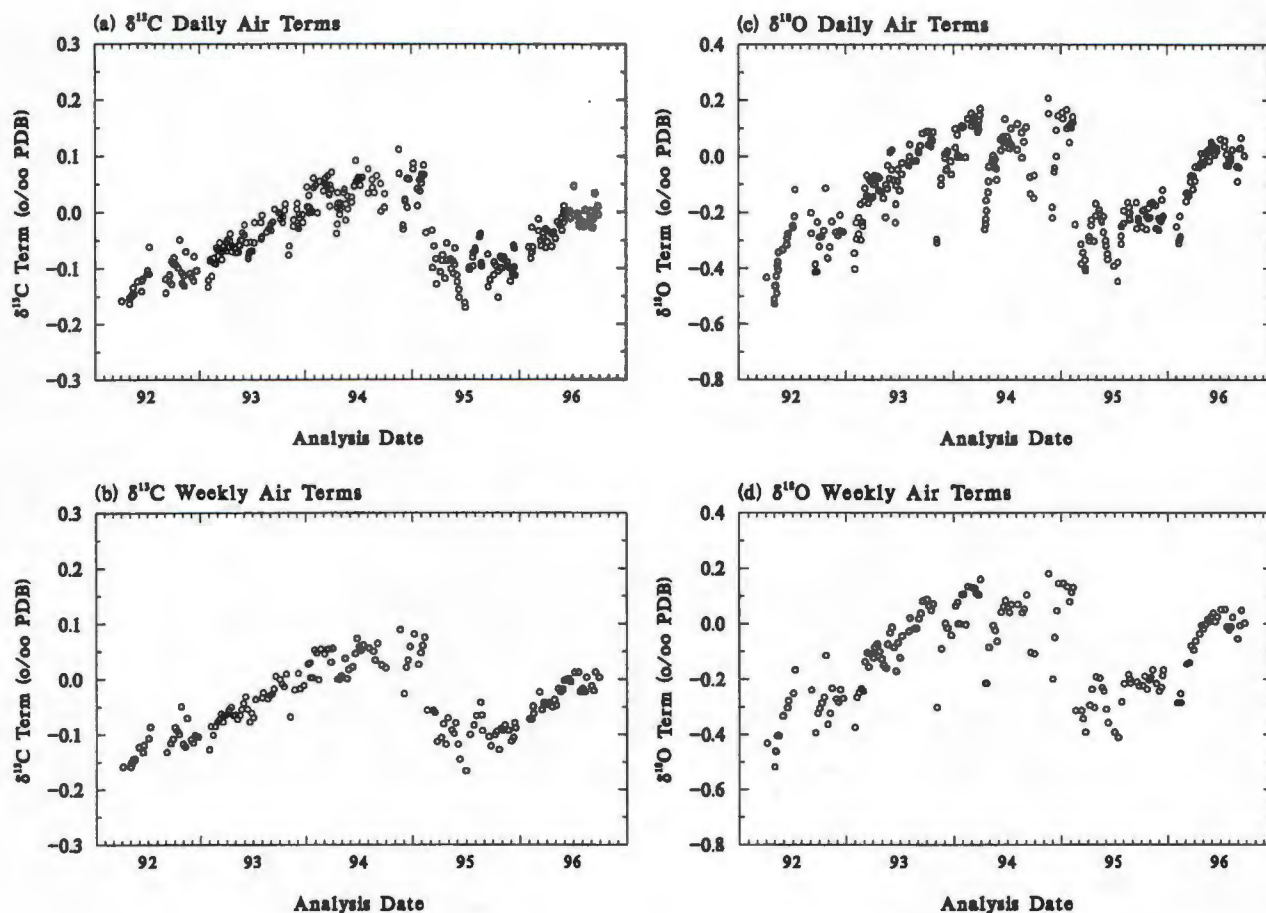 (a) δ¹³C Daily Air Terms
0.3
0.2
0.1
0.0
−0.1
−0.2
−0.3
δ¹³C Term (o/oo PDB)
92 93 94 95 96
Analysis Date
(c) δ¹⁸O Daily Air Terms
0.4
0.2
0.0
−0.2
−0.4
−0.6
−0.8
δ¹⁸O Term (o/oo PDB)
92 93 94 95 96
Analysis Date
(b) δ¹³C Weekly Air Terms
0.3
0.2
0.1
0.0
−0.1
−0.2
−0.3
δ¹³C Term (o/oo PDB)
92 93 94 95 96
Analysis Date
(d) δ¹⁸O Weekly Air Terms
0.4
0.2
0.0
−0.2
−0.4
−0.6
−0.8
δ¹⁸O Term (o/oo PDB)
92 93 94 95 96
Analysis Date